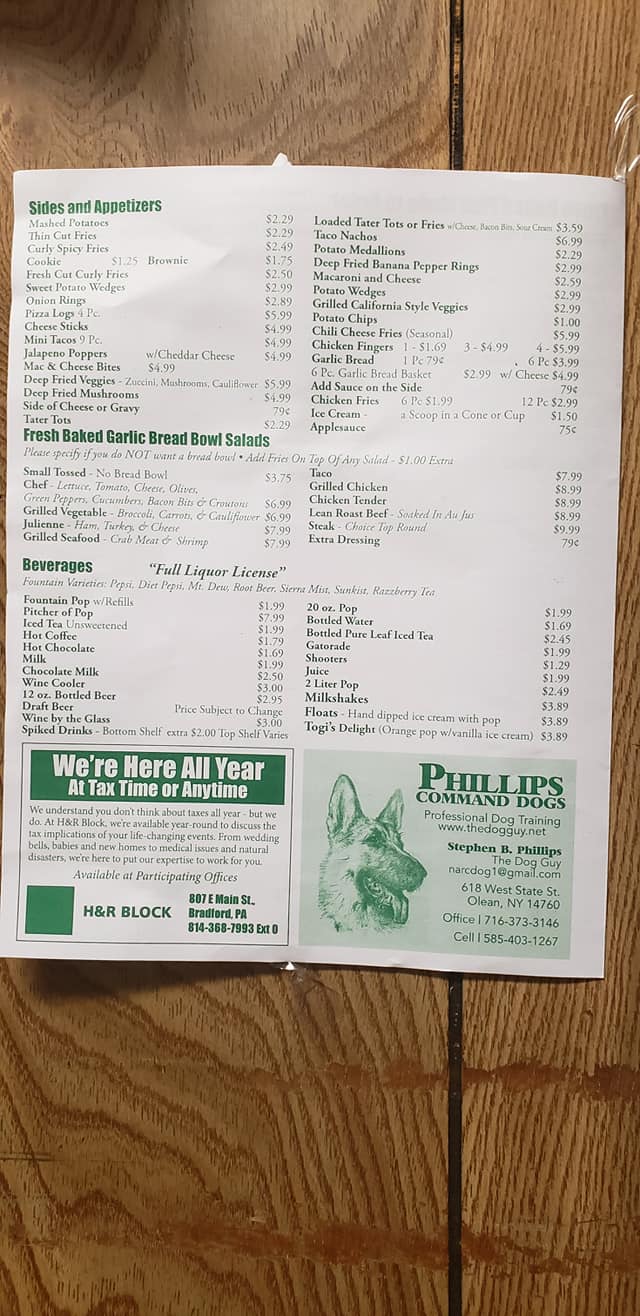 Sides and Appetizers
Mashed Potatoes $2.29
Thin Cut Fries $2.29
Curly Spicy Fries $2.49
Cookie $1.25 Brownie $1.75
Fresh Cut Curly Fries $2.50
Sweet Potato Wedges $2.99
Onion Rings $2.89
Pizza Logs 4 Pc. $5.99
Cheese Sticks $4.99
Mini Tacos 9 Pc. $4.99
Jalapeno Poppers w/Cheddar Cheese $4.99
Mac & Cheese Bites $4.99
Deep Fried Veggies - Zuccini, Mushrooms, Cauliflower $5.99
Deep Fried Mushrooms $4.99
Side of Cheese or Gravy 79¢
Tater Tots $2.29
Loaded Tater Tots or Fries w/Cheese, Bacon Bits, Sour Cream $3.59
Taco Nachos $6.99
Potato Medallions $2.29
Deep Fried Banana Pepper Rings $2.99
Macaroni and Cheese $2.59
Potato Wedges $2.99
Grilled California Style Veggies $2.99
Potato Chips $1.00
Chili Cheese Fries (Seasonal) $5.99
Chicken Fingers 1 - $1.69 3 - $4.99 4 - $5.99
Garlic Bread 1 Pc 79¢ 6 Pc $3.99
6 Pc. Garlic Bread Basket $2.99 w/ Cheese $4.99
Add Sauce on the Side 79¢
Chicken Fries 6 Pc $1.99 12 Pc $2.99
Ice Cream - a Scoop in a Cone or Cup $1.50
Applesauce 75¢
Fresh Baked Garlic Bread Bowl Salads
Please specify if you do NOT want a bread bowl • Add Fries On Top Of Any Salad - $1.00 Extra
Small Tossed - No Bread Bowl $3.75
Chef - Lettuce, Tomato, Cheese, Olives,
Green Peppers, Cucumbers, Bacon Bits & Croutons $6.99
Grilled Vegetable - Broccoli, Carrots, & Cauliflower $6.99
Julienne - Ham, Turkey, & Cheese $7.99
Grilled Seafood - Crab Meat & Shrimp $7.99
Taco $7.99
Grilled Chicken $8.99
Chicken Tender $8.99
Lean Roast Beef - Soaked In Au Jus $8.99
Steak - Choice Top Round $9.99
Extra Dressing 79¢
Beverages "Full Liquor License"
Fountain Varieties: Pepsi, Diet Pepsi, Mt. Dew, Root Beer, Sierra Mist, Sunkist, Razzberry Tea
Fountain Pop w/Refills $1.99
Pitcher of Pop $7.99
Iced Tea Unsweetened $1.99
Hot Coffee $1.79
Hot Chocolate $1.69
Milk $1.99
Chocolate Milk $2.50
Wine Cooler $3.00
12 oz. Bottled Beer $2.95
Draft Beer Price Subject to Change
Wine by the Glass $3.00
Spiked Drinks - Bottom Shelf extra $2.00 Top Shelf Varies
20 oz. Pop $1.99
Bottled Water $1.69
Bottled Pure Leaf Iced Tea $2.45
Gatorade $1.99
Shooters $1.29
Juice $1.99
2 Liter Pop $2.49
Milkshakes $3.89
Floats - Hand dipped ice cream with pop $3.89
Togi's Delight (Orange pop w/vanilla ice cream) $3.89
We're Here All Year
At Tax Time or Anytime
We understand you don't think about taxes all year - but we
do. At H&R Block, we're available year-round to discuss the
tax implications of your life-changing events. From wedding
bells, babies and new homes to medical issues and natural
disasters, we're here to put our expertise to work for you.
Available at Participating Offices
H&R BLOCK
807 E Main St.,
Bradford, PA
814-368-7993 Ext 0
PHILLIPS
COMMAND DOGS
Professional Dog Training
www.thedogguy.net
Stephen B. Phillips
The Dog Guy
narcdog1@gmail.com
618 West State St.
Olean, NY 14760
Office | 716-373-3146
Cell | 585-403-1267